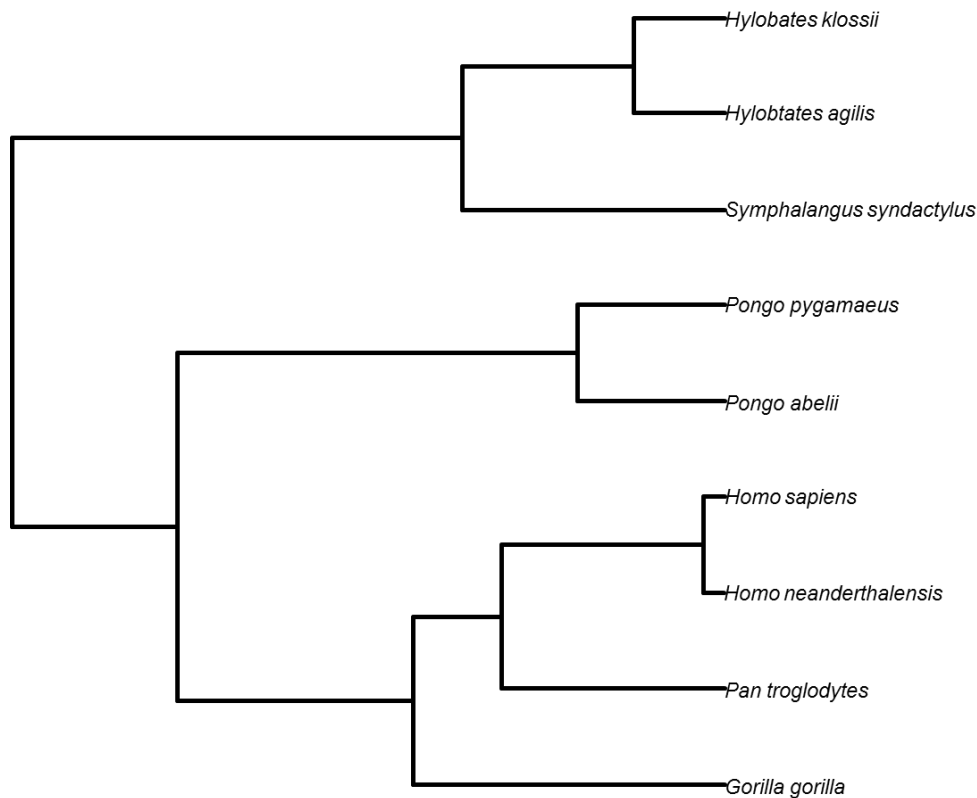 Hylobates klossii
Hylobtates agilis
Symphalangus syndactylus
Pongo pygamaeus
Pongo abelii
Homo sapiens
Homo neanderthalensis
Pan troglodytes
Gorilla gorilla